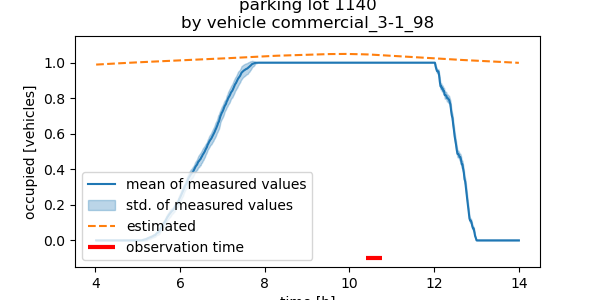 parking lot 1140
by vehicle commercial_3-1_98
occupied [vehicles]
1.0
0.8
0.6
0.4
0.2
0.0
mean of measured values
std. of measured values
estimated
observation time
4 6 8 10 12 14
time [h]